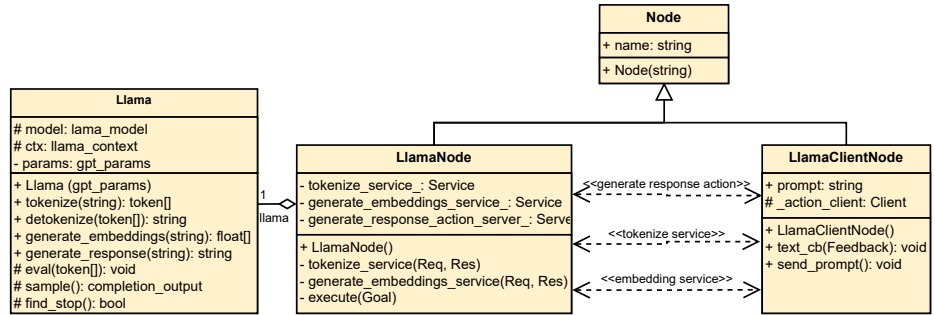 Node
+ name: string
+ Node(string)
Llama
# model: lama_model
# ctx: llama_context
- params: gpt_params
+ Llama (gpt_params)
+ tokenize(string): token[]
+ detokenize(token[]): string
+ generate_embeddings(string): float[]
+ generate_response(string): string
# eval(token[]): void
# sample(): completion_output
# find_stop(): bool
1
llama
LlamaNode
- tokenize_service_: Service
- generate_embeddings_service_: Service
- generate_response_action_server_: Serve
+ LlamaNode()
- tokenize_service(Req, Res)
- generate_embeddings_service(Req, Res)
- execute(Goal)
<<generate response action>>
<<tokenize service>>
<<embedding service>>
LlamaClientNode
+ prompt: string
# _action_client: Client
+ LlamaClientNode()
+ text_cb(Feedback): void
+ send_prompt(): void